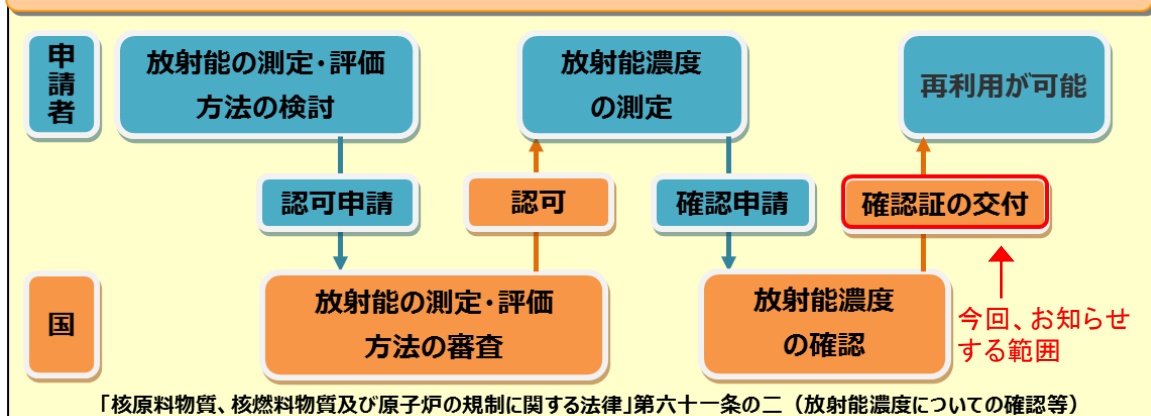 申請者
放射能の測定・評価
方法の検討
放射能濃度
の測定
再利用が可能
認可申請
認可
確認申請
確認証の交付
国
放射能の測定・評価
方法の審査
放射能濃度
の確認
今回、お知らせ
する範囲
「核原料物質、核燃料物質及び原子炉の規制に関する法律」第六十一条の二（放射能濃度についての確認等）